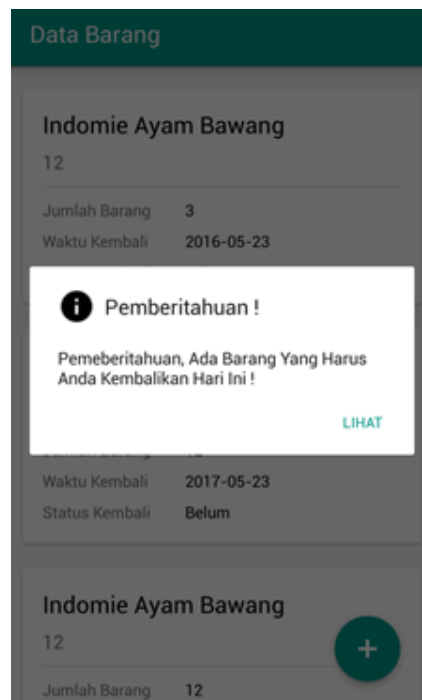 Data Barang
Indomie Ayam Bawang
12
Jumlah Barang 3
Waktu Kembali 2016-05-23
Pemberitahuan !
Pemeberitahuan, Ada Barang Yang Harus
Anda Kembalikan Hari Ini !
LIHAT
Waktu Kembali 2017-05-23
Status Kembali Belum
Indomie Ayam Bawang
12
+
Jumlah Barang 12